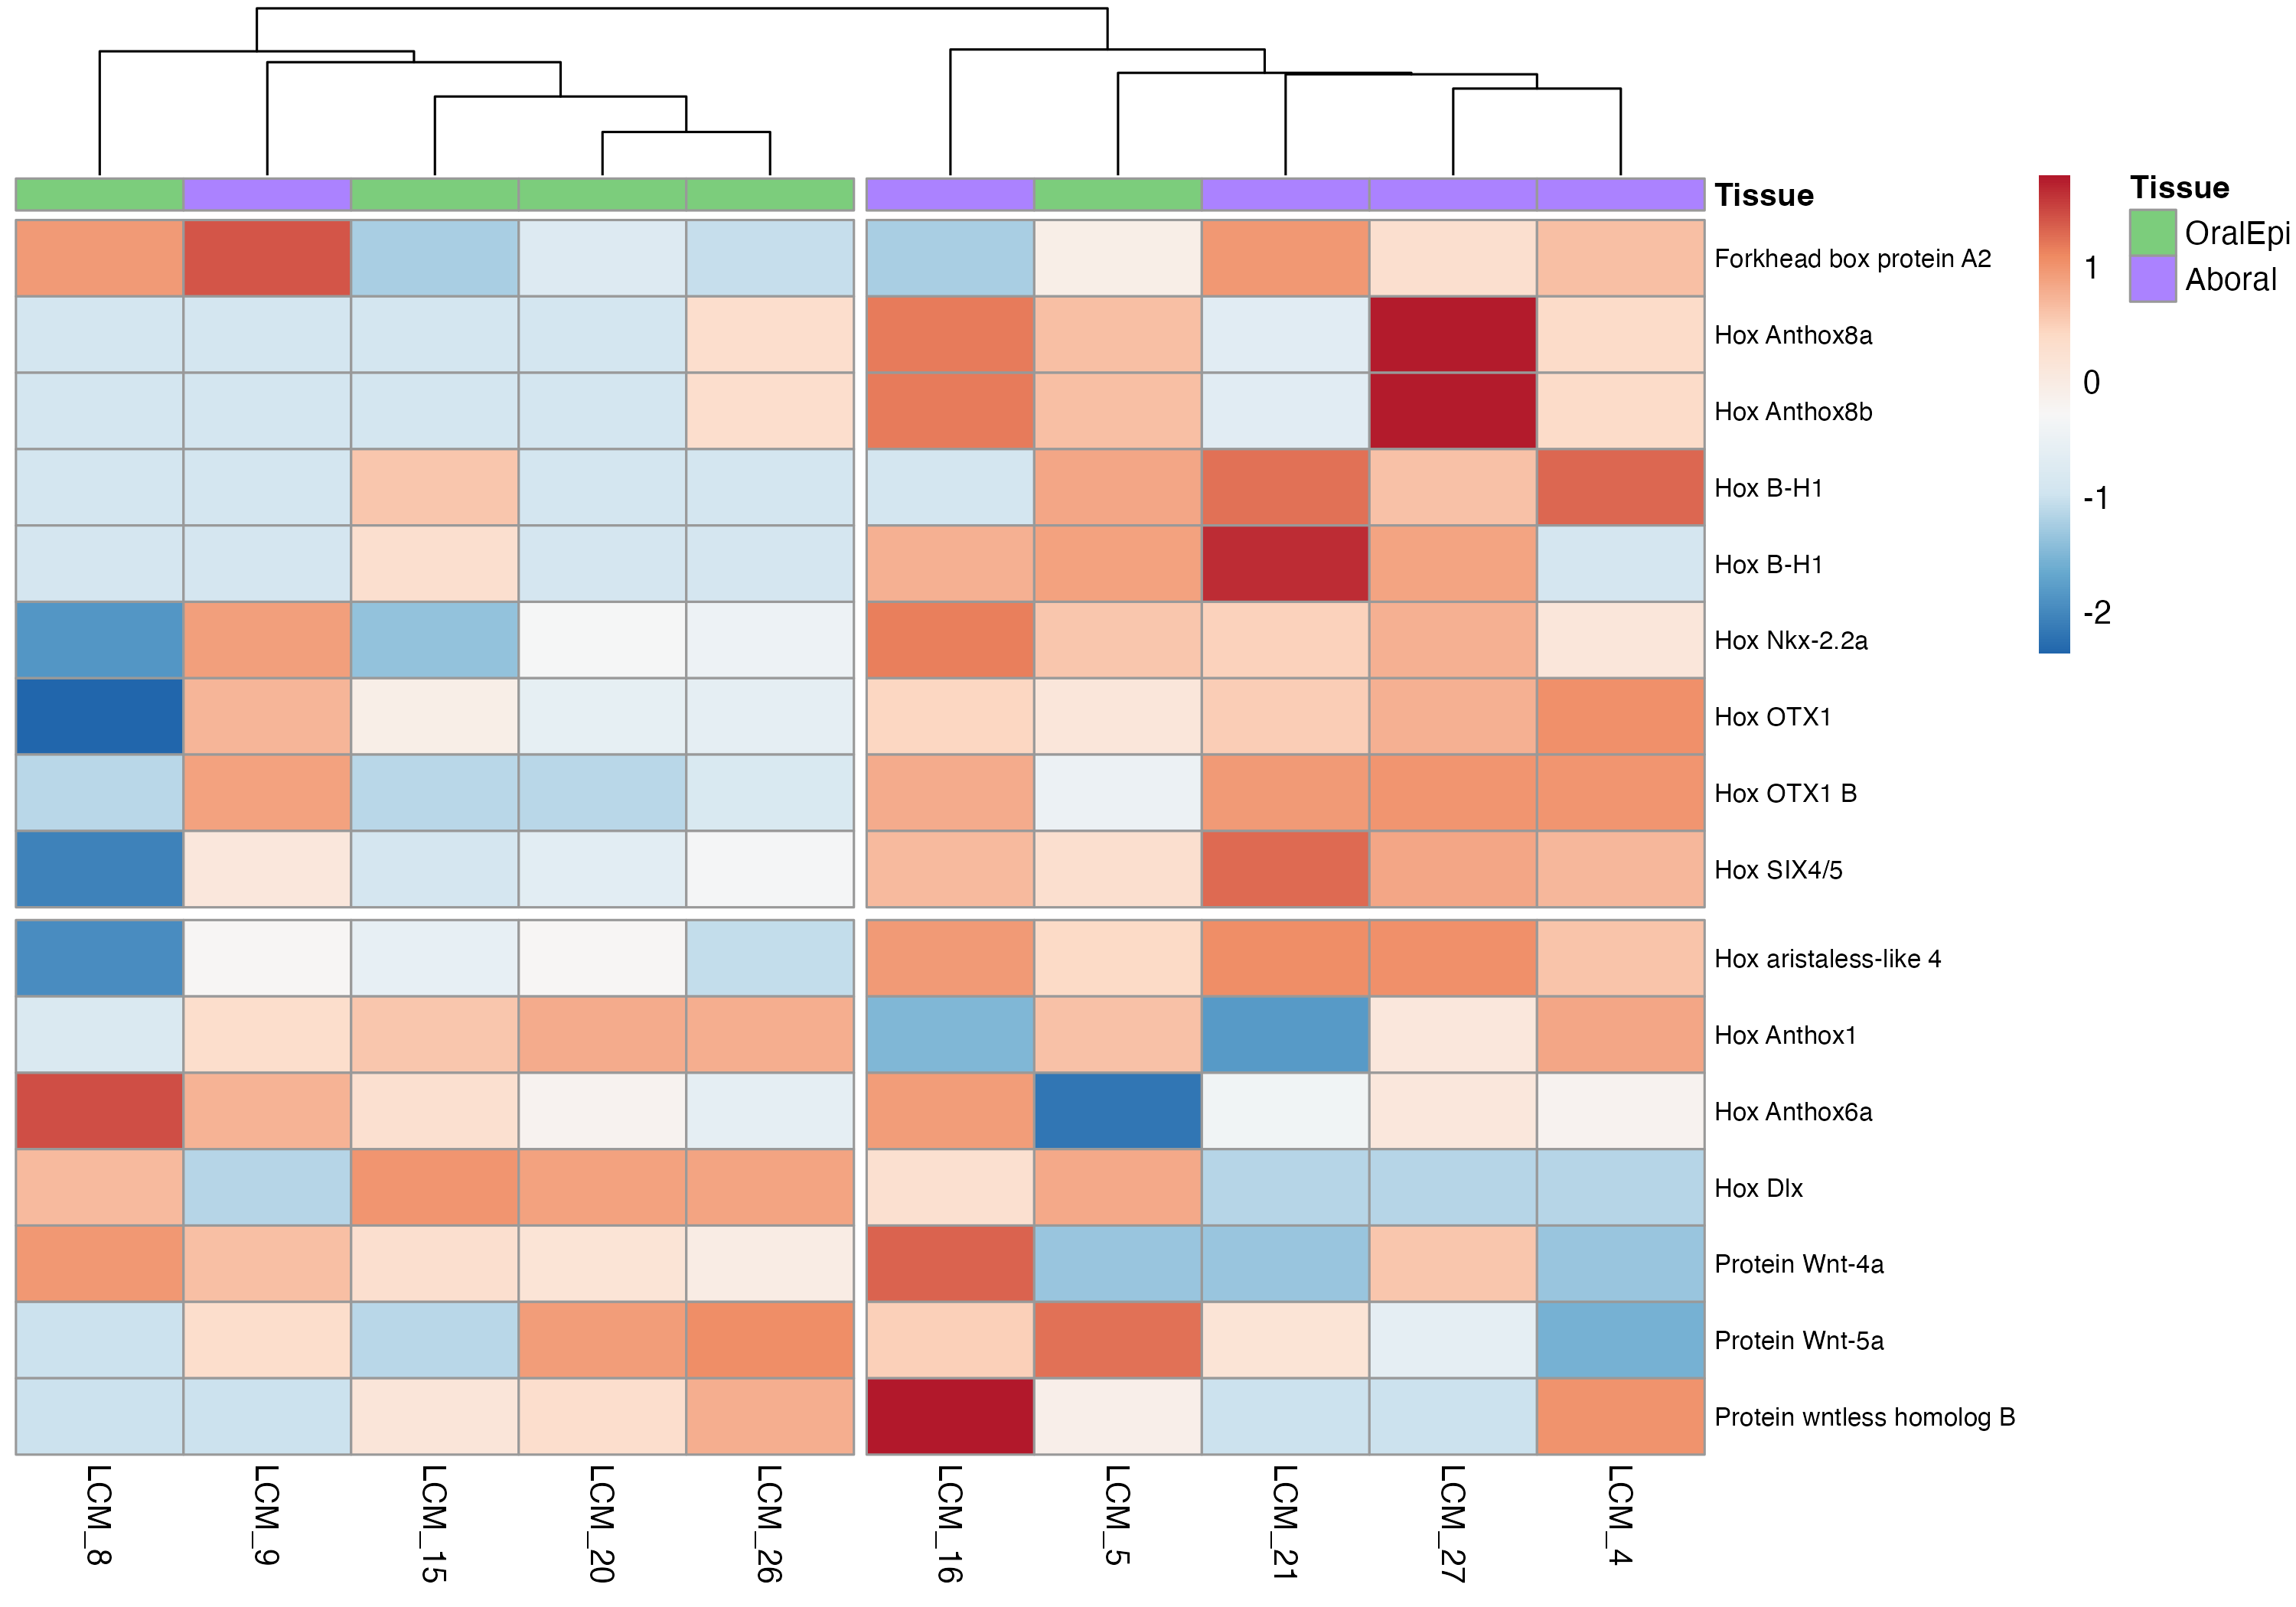 Tissue
Forkhead box protein A2
Hox Anthox8a
Hox Anthox8b
Hox B-H1
Hox B-H1
Hox Nkx-2.2a
Hox OTX1
Hox OTX1 B
Hox SIX4/5
Hox aristaless-like 4
Hox Anthox1
Hox Anthox6a
Hox Dlx
Protein Wnt-4a
Protein Wnt-5a
Protein wntless homolog B
LCM_8
LCM_9
LCM_15
LCM_20
LCM_26
LCM_16
LCM_5
LCM_21
LCM_27
LCM_4
1
0
-1
-2
Tissue
OralEpi
Aboral